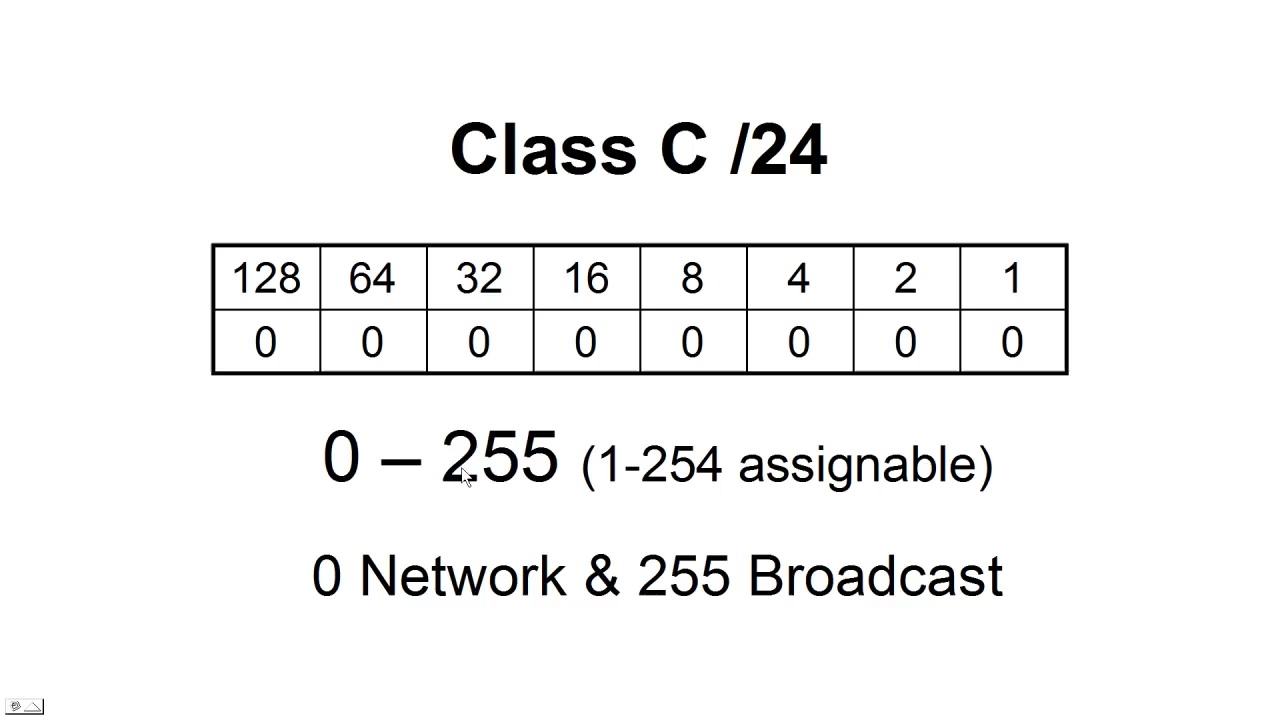 Class C /24
128 64 32 16 8 4 2 1
0 0 0 0 0 0 0 0
0 – 255 (1-254 assignable)
0 Network & 255 Broadcast